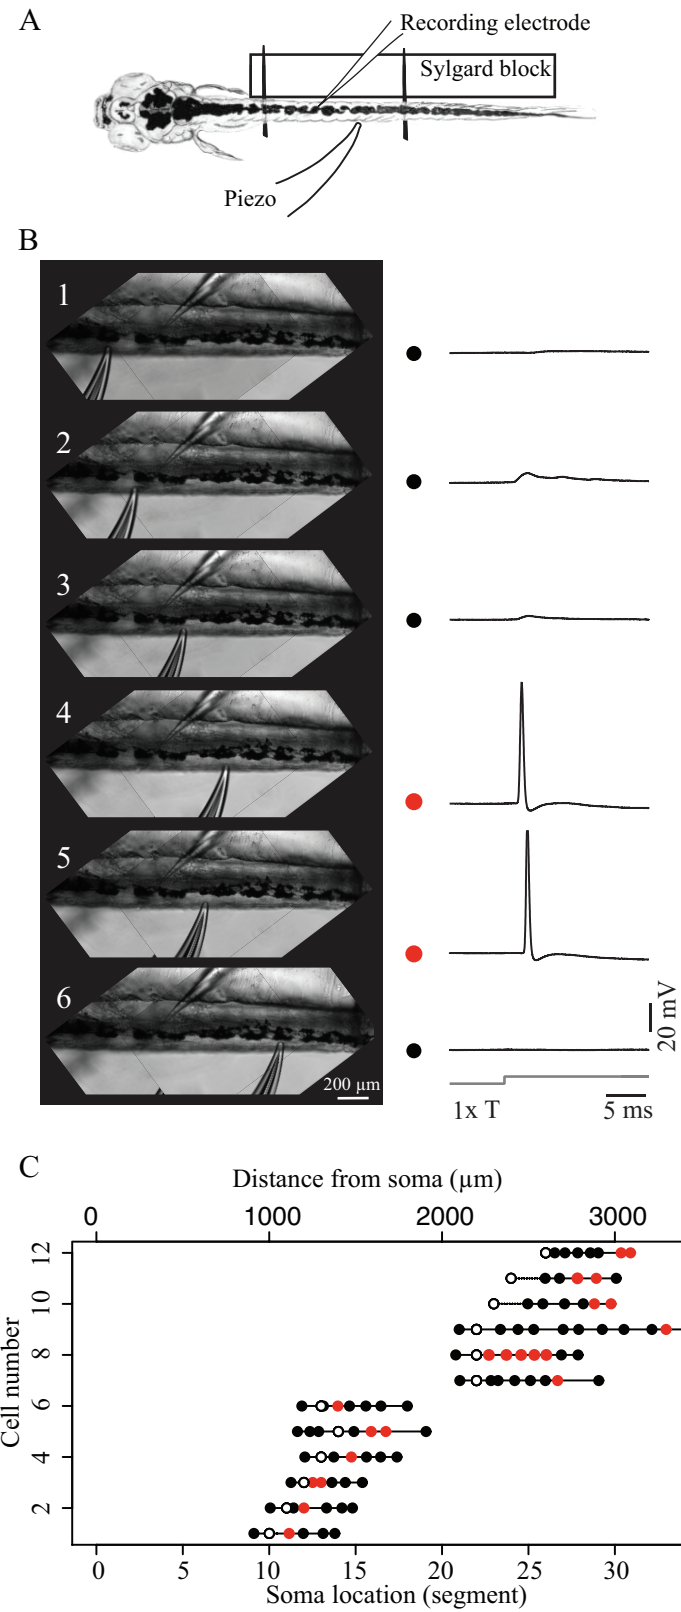 A
Recording electrode
Sylgard block
Piezo
B
1
2
3
4
5
6
200 µm
20 mV
1x T
5 ms
C
Distance from soma (µm)
0 1000 2000 3000
Cell number
12
10
8
6
4
2
0 5 10 15 20 25 30
Soma location (segment)